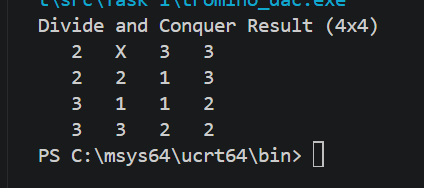 t\src\Task 1\tromino_dac.exe
Divide and Conquer Result (4x4)
2 X 3 3
2 2 1 3
3 1 1 2
3 3 2 2
PS C:\msys64\ucrt64\bin>